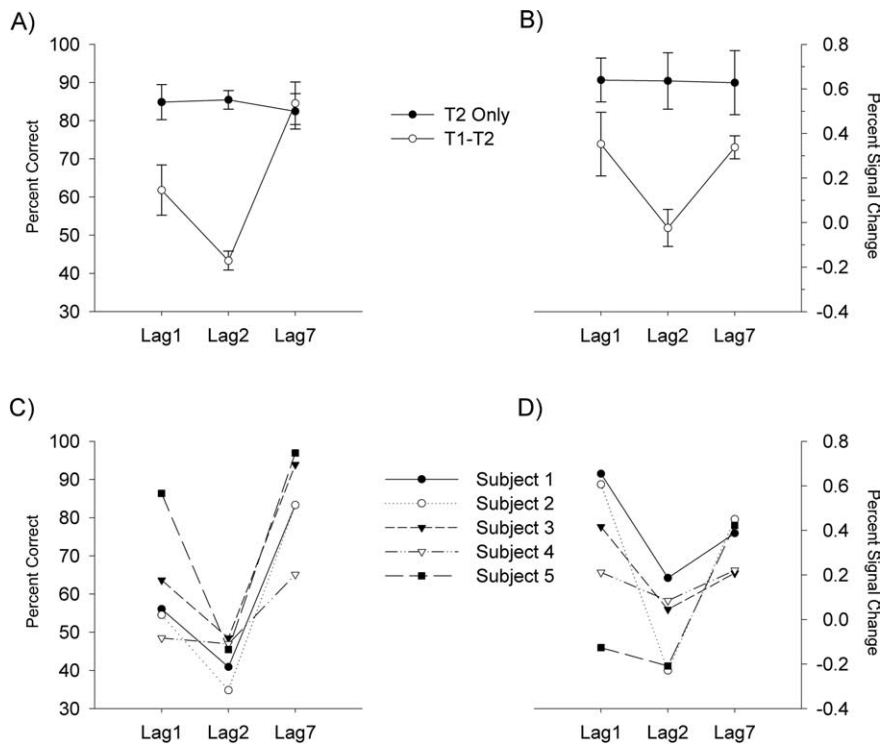 A)
B)
100
90
80
70
60
50
40
30
Percent Correct
Lag1 Lag2 Lag7
T2 Only
T1-T2
0.8
0.6
0.4
0.2
0.0
-0.2
-0.4
Percent Signal Change
Lag1 Lag2 Lag7
C)
D)
100
90
80
70
60
50
40
30
Percent Correct
Lag1 Lag2 Lag7
Subject 1
Subject 2
Subject 3
Subject 4
Subject 5
0.8
0.6
0.4
0.2
0.0
-0.2
-0.4
Percent Signal Change
Lag1 Lag2 Lag7